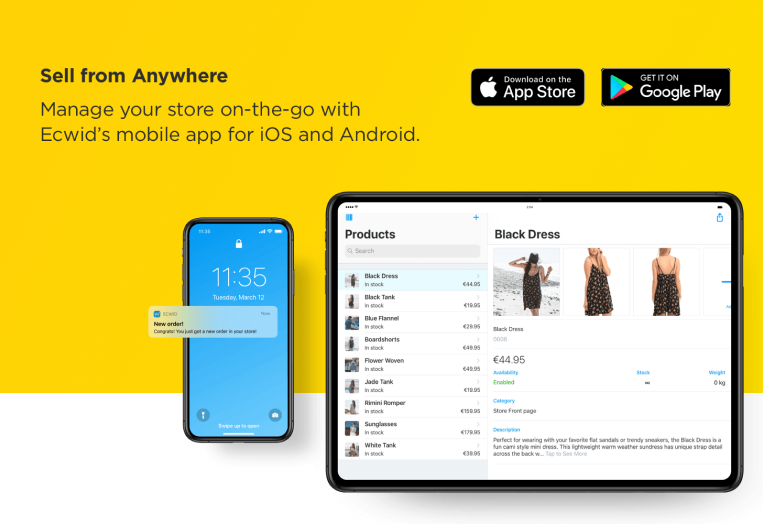 Sell from Anywhere
Manage your store on-the-go with
Ecwid's mobile app for iOS and Android.
Download on the
App Store
GET IT ON
Google Play
11:35
11:35
Tuesday, March 12
ECWID
Now
New order!
Congrats! You just got a new order in your store!
Swipe up to open
Products
Search
Black Dress
In stock
€44.95
Black Tank
In stock
€19.95
Blue Flannel
In stock
€29.95
Boardshorts
In stock
€49.95
Flower Woven
In stock
€49.95
Jade Tank
In stock
€19.95
Rimini Romper
In stock
€159.95
Sunglasses
In stock
€179.95
White Tank
In stock
€39.95
Black Dress
Black Dress
0008
€44.95
Availability
Stock
Weight
Enabled
∞
0 kg
Category
Store Front page
Description
Perfect for wearing with your favorite flat sandals or trendy sneakers, the Black Dress is a
fun cami style mini dress. This lightweight warm weather sundress has unique strap detail
across the back w... Tap to See More